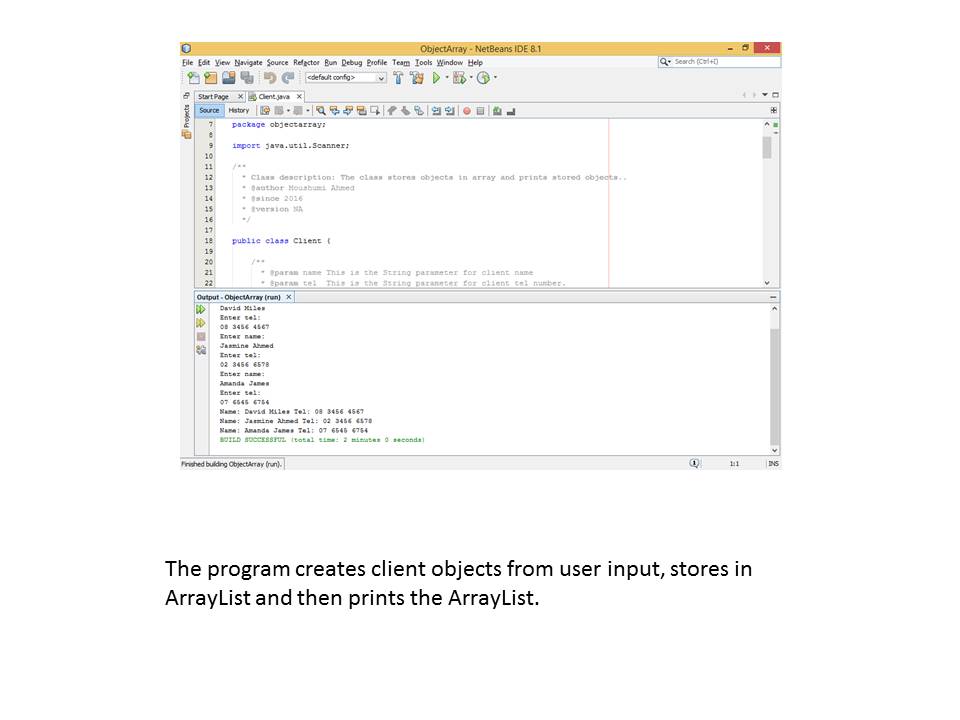 ObjectArray - NetBeans IDE 8.1
File Edit View Navigate Source Refactor Run Debug Profile Team Tools Window Help
Search (Ctrl+I)
<default config>
Start Page
Client.java
Projects
Source History
7 package objectarray;
8
9 import java.util.Scanner;
10
11 /**
12 * Class description: The class stores objects in array and prints stored objects..
13 * @author Moushumi Ahmed
14 * @since 2016
15 * @version NA
16 */
17
18 public class Client {
19
20 /**
21 * @param name This is the String parameter for client name
22 * @param tel This is the String parameter for client tel number.
Output - ObjectArray (run)
David Miles
Enter tel:
08 3456 4567
Enter name:
Jasmine Ahmed
Enter tel:
02 3456 6578
Enter name:
Amanda James
Enter tel:
07 6545 6754
Name: David Miles Tel: 08 3456 4567
Name: Jasmine Ahmed Tel: 02 3456 6578
Name: Amanda James Tel: 07 6545 6754
BUILD SUCCESSFUL (total time: 2 minutes 0 seconds)
Finished building ObjectArray (run).
1
1:1
INS
The program creates client objects from user input, stores in
ArrayList and then prints the ArrayList.